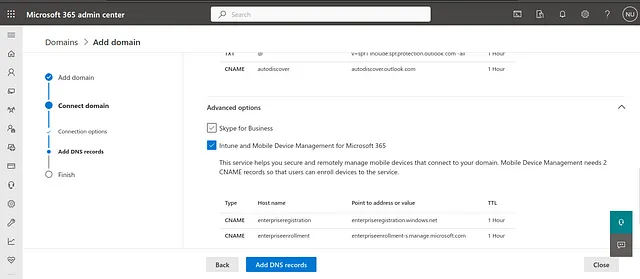 Microsoft 365 admin center
Search
NU
Domains > Add domain
Add domain
Connect domain
Connection options
Add DNS records
Finish
TXT @ v=spf1 include:spf.protection.outlook.com -all 1 Hour
CNAME autodiscover autodiscover.outlook.com 1 Hour
Advanced options
Skype for Business
Intune and Mobile Device Management for Microsoft 365
This service helps you secure and remotely manage mobile devices that connect to your domain. Mobile Device Management needs 2
CNAME records so that users can enroll devices to the service.
Type Host name Point to address or value TTL
CNAME enterpriseregistration enterpriseregistration.windows.net 1 Hour
CNAME enterpriseenrollment enterpriseenrollment-s.manage.microsoft.com 1 Hour
Back Add DNS records Close